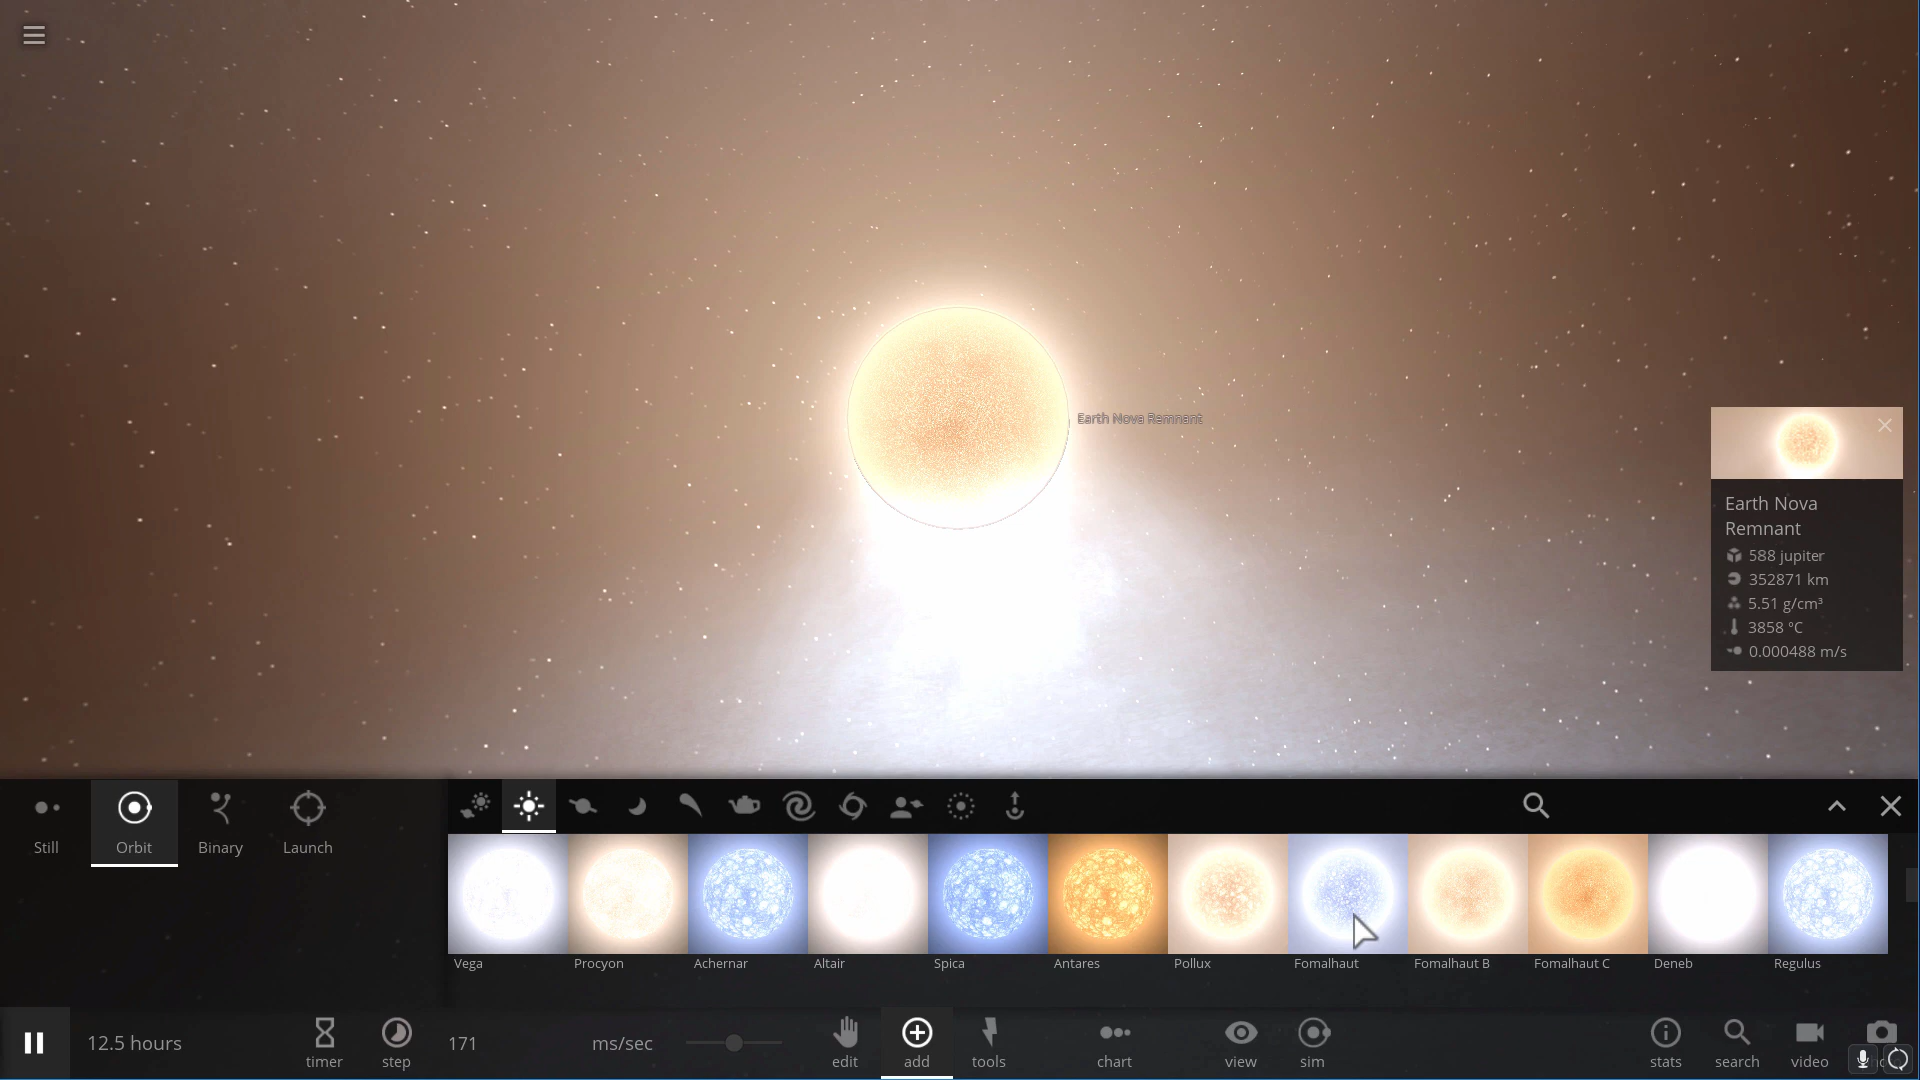 Earth Nova Remnant
Earth Nova
Remnant
588 jupiter
352871 km
5.51 g/cm³
3858 °C
0.000488 m/s
Still
Orbit
Binary
Launch
Vega
Procyon
Achernar
Altair
Spica
Antares
Pollux
Fomalhaut
Fomalhaut B
Fomalhaut C
Deneb
Regulus
12.5 hours
timer
step
171
ms/sec
edit
add
tools
chart
view
sim
stats
search
video